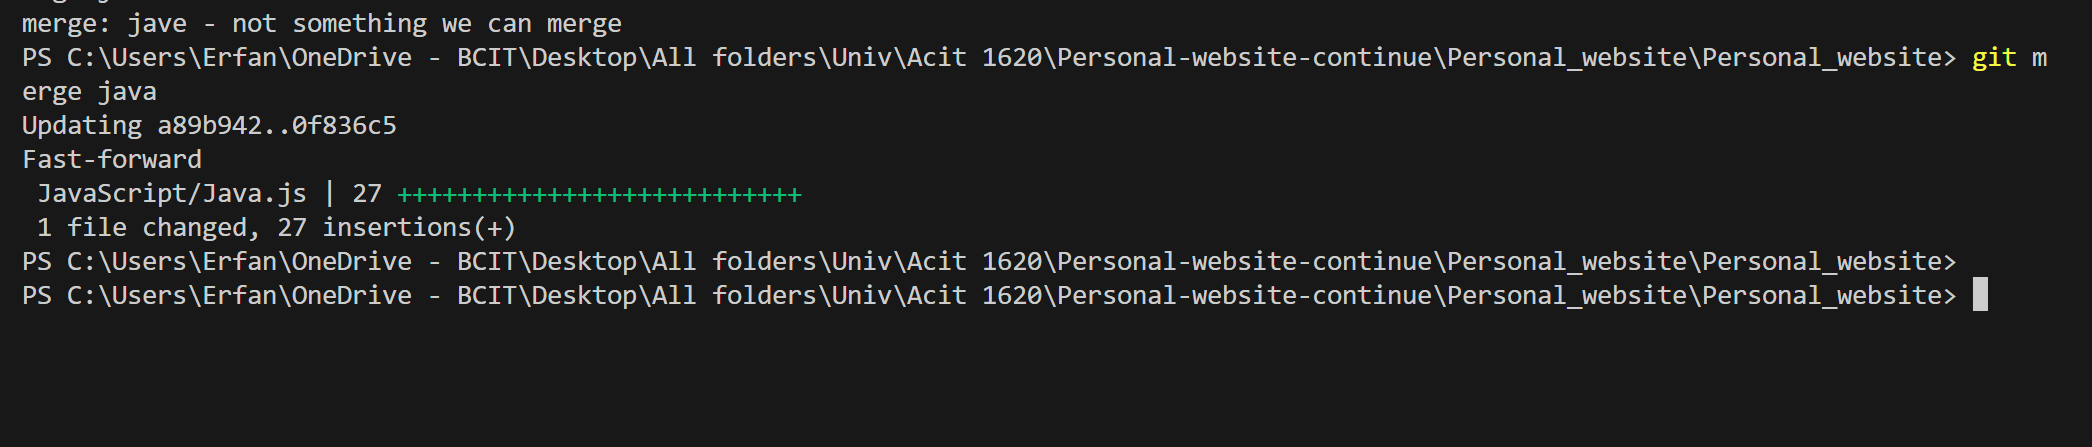 merge: jave - not something we can merge
PS C:\Users\Erfan\OneDrive - BCIT\Desktop\All folders\Univ\Acit 1620\Personal-website-continue\Personal_website\Personal_website> git m
erge java
Updating a89b942..0f836c5
Fast-forward
 JavaScript/Java.js | 27 +++++++++++++++++++++++++++
 1 file changed, 27 insertions(+)
PS C:\Users\Erfan\OneDrive - BCIT\Desktop\All folders\Univ\Acit 1620\Personal-website-continue\Personal_website\Personal_website>
PS C:\Users\Erfan\OneDrive - BCIT\Desktop\All folders\Univ\Acit 1620\Personal-website-continue\Personal_website\Personal_website>